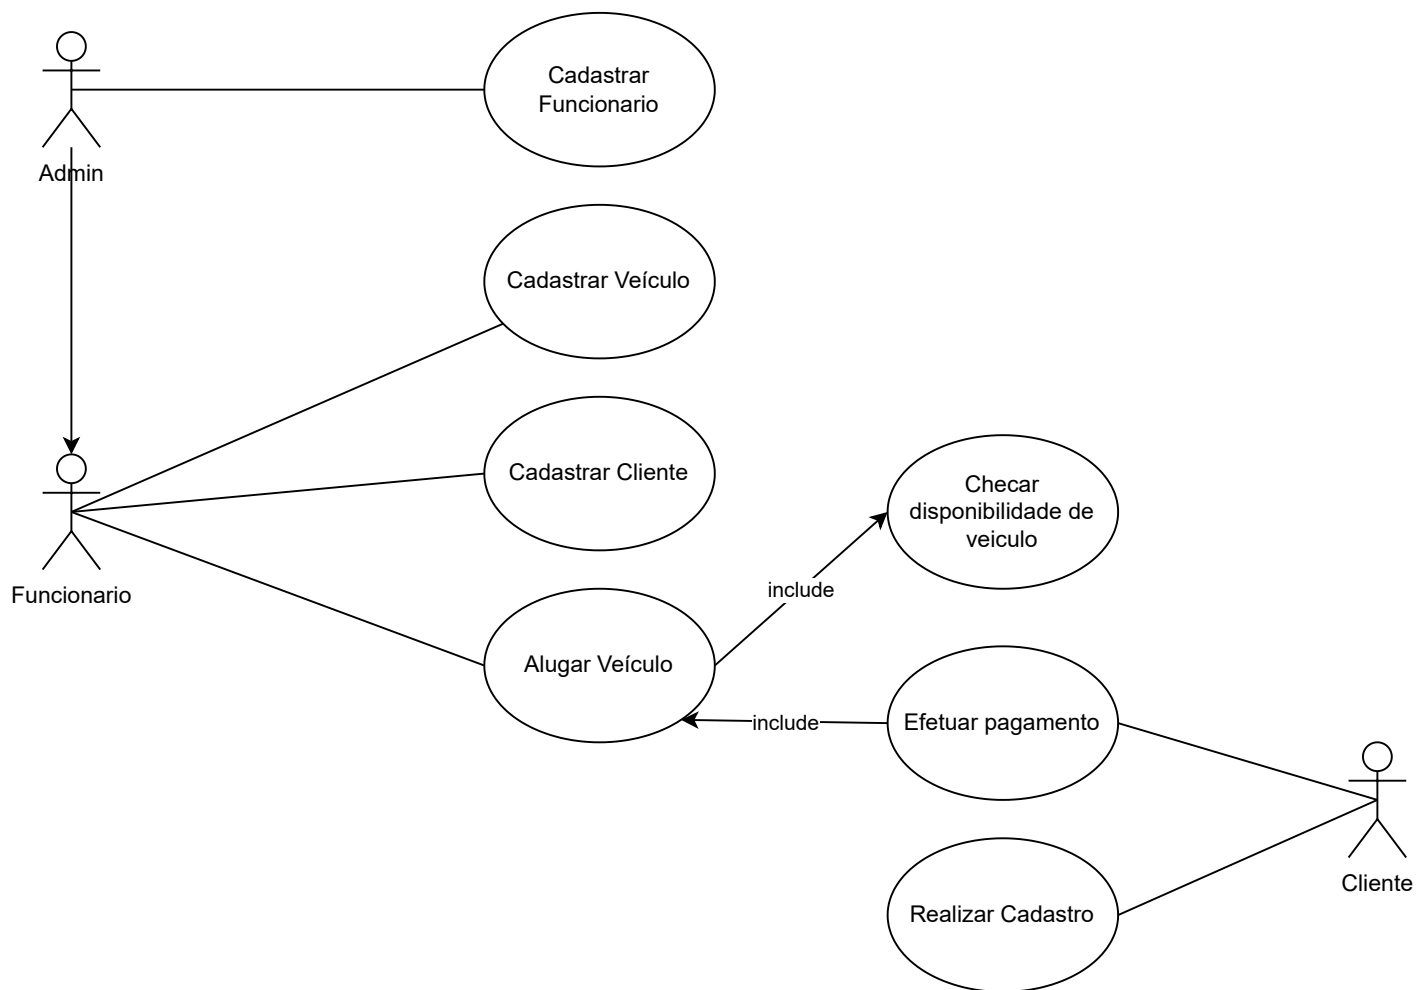 Cadastrar
Funcionario
Admin
Cadastrar Veículo
Cadastrar Cliente
Checar
disponibilidade de
veiculo
include
Funcionario
Alugar Veículo
include
Efetuar pagamento
Cliente
Realizar Cadastro